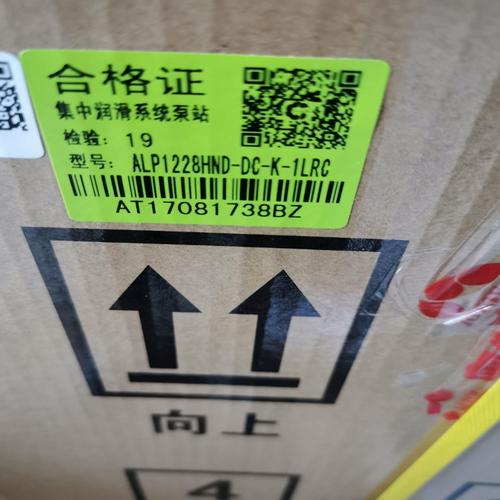 合格证
集中润滑系统泵站
检验：19
型号：ALP1228HND-DC-K-1LRC
AT17081738BZ
向上
4